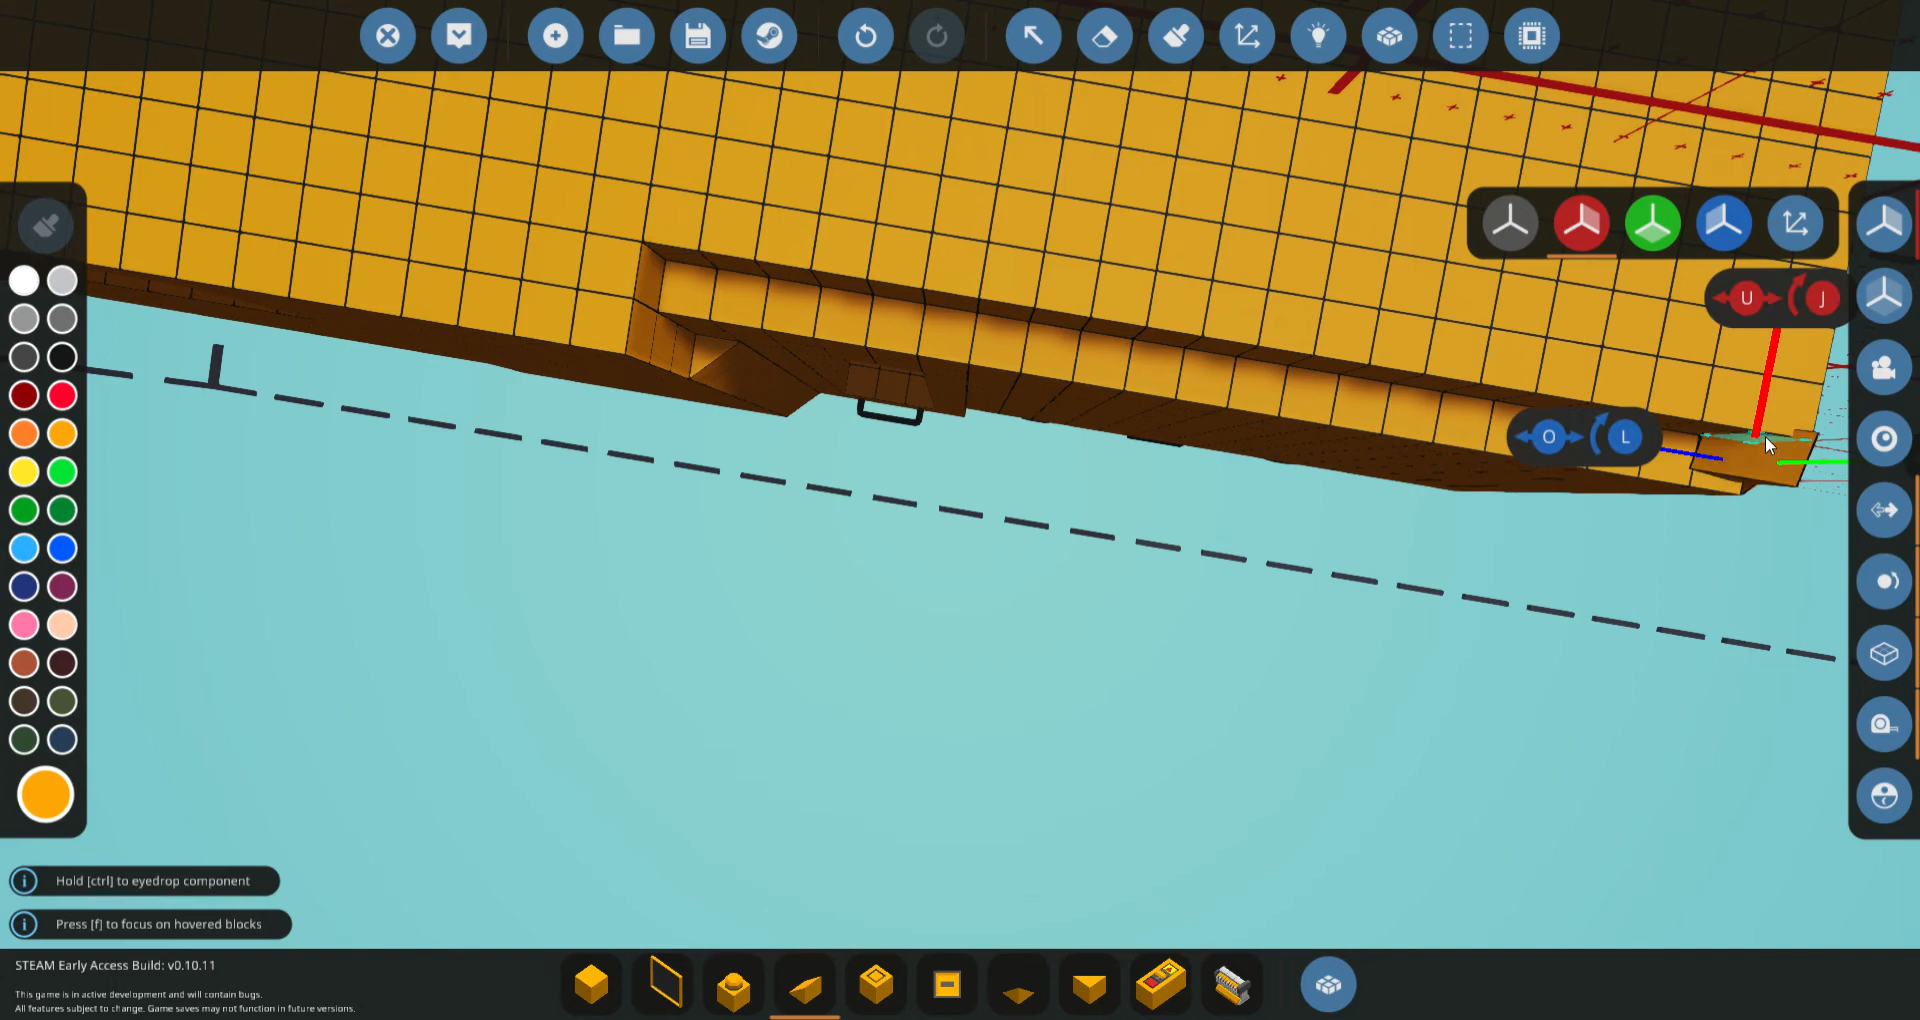 U
J
O
L
Hold [ctrl] to eyedrop component
Press [f] to focus on hovered blocks
STEAM Early Access Build: v0.10.11
This game is in active development and will contain bugs.
All features subject to change. Game saves may not function in future versions.